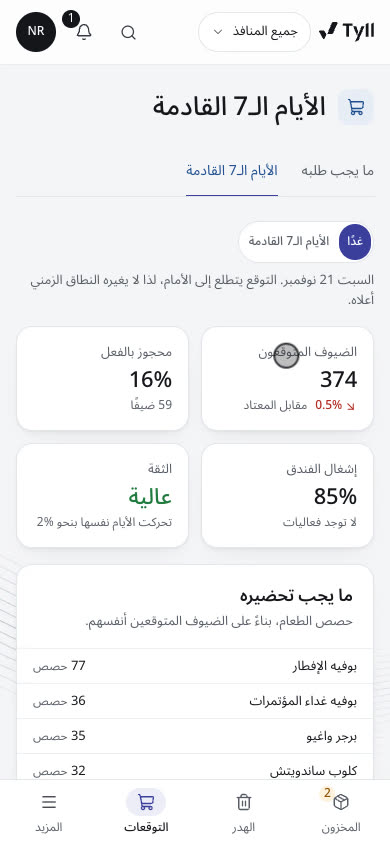 Tyll
جميع المنافذ
1
NR
الأيام الـ7 القادمة
ما يجب طلبه
الأيام الـ7 القادمة
غدًا
الأيام الـ7 القادمة
السبت 21 نوفمبر. التوقع يتطلع إلى الأمام، لذا لا يغيره النطاق الزمني
أعلاه.
الضيوف المتوقعون
374
0.5% مقابل المعتاد
محجوز بالفعل
16%
59 ضيفًا
إشغال الفندق
85%
لا توجد فعاليات
الثقة
عالية
تحركت الأيام نفسها بنحو 2%
ما يجب تحضيره
حصص الطعام، بناءً على الضيوف المتوقعين أنفسهم.
بوفيه الإفطار
77 حصص
بوفيه غداء المؤتمرات
36 حصص
برجر واغيو
35 حصص
كلوب ساندويتش
32 حصص
2
المخزون
الهدر
التوقعات
المزيد